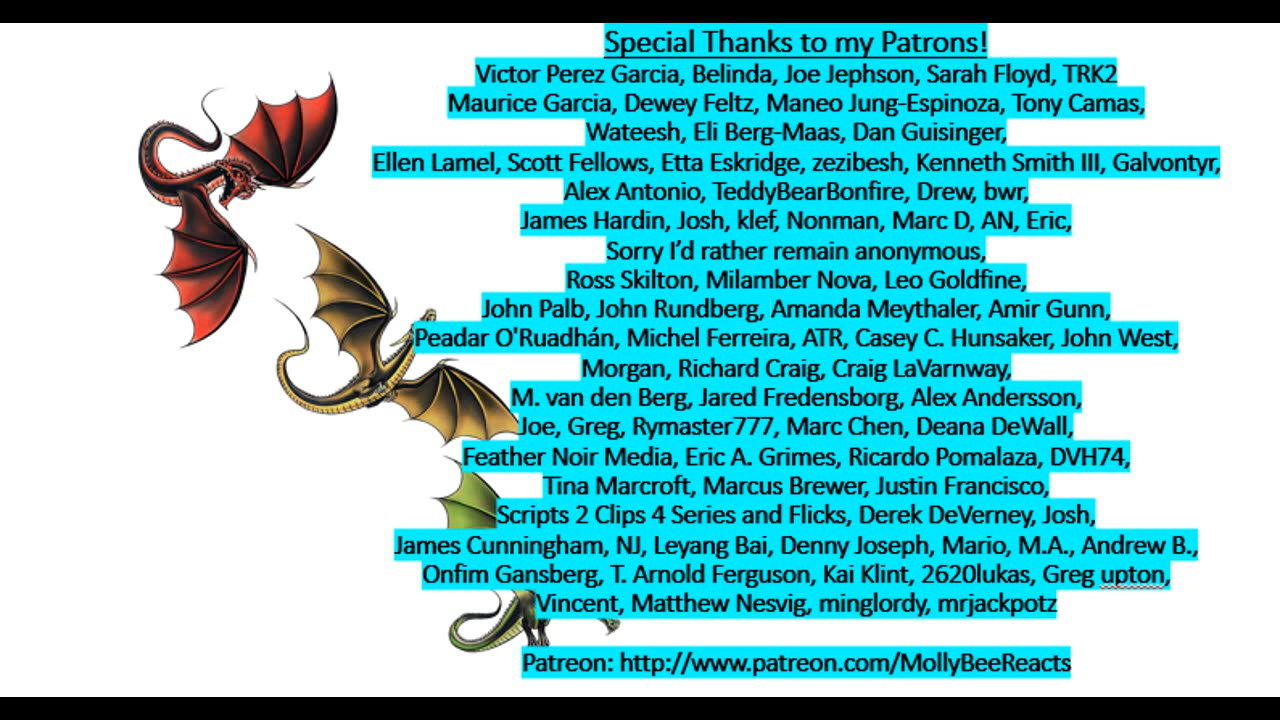 Special Thanks to my Patrons!
Victor Perez Garcia, Belinda, Joe Jephson, Sarah Floyd, TRK2
Maurice Garcia, Dewey Feltz, Maneo Jung-Espinoza, Tony Camas,
Wateesh, Eli Berg-Maas, Dan Guisinger,
Ellen Lamel, Scott Fellows, Etta Eskridge, zezibesh, Kenneth Smith III, Galvontyr,
Alex Antonio, TeddyBearBonfire, Drew, bwr,
James Hardin, Josh, klef, Nonman, Marc D, AN, Eric,
Sorry I’d rather remain anonymous,
Ross Skilton, Milamber Nova, Leo Goldfine,
John Palb, John Rundberg, Amanda Meythaler, Amir Gunn,
Peadar O'Ruadhán, Michel Ferreira, ATR, Casey C. Hunsaker, John West,
Morgan, Richard Craig, Craig LaVarnway,
M. van den Berg, Jared Fredensborg, Alex Andersson,
Joe, Greg, Rymaster777, Marc Chen, Deana DeWall,
Feather Noir Media, Eric A. Grimes, Ricardo Pomalaza, DVH74,
Tina Marcroft, Marcus Brewer, Justin Francisco,
Scripts 2 Clips 4 Series and Flicks, Derek DeVerney, Josh,
James Cunningham, NJ, Leyang Bai, Denny Joseph, Mario, M.A., Andrew B.,
Onfim Gansberg, T. Arnold Ferguson, Kai Klint, 2620lukas, Greg upton,
Vincent, Matthew Nesvig, minglordy, mrjackpotz
Patreon: http://www.patreon.com/MollyBeeReacts